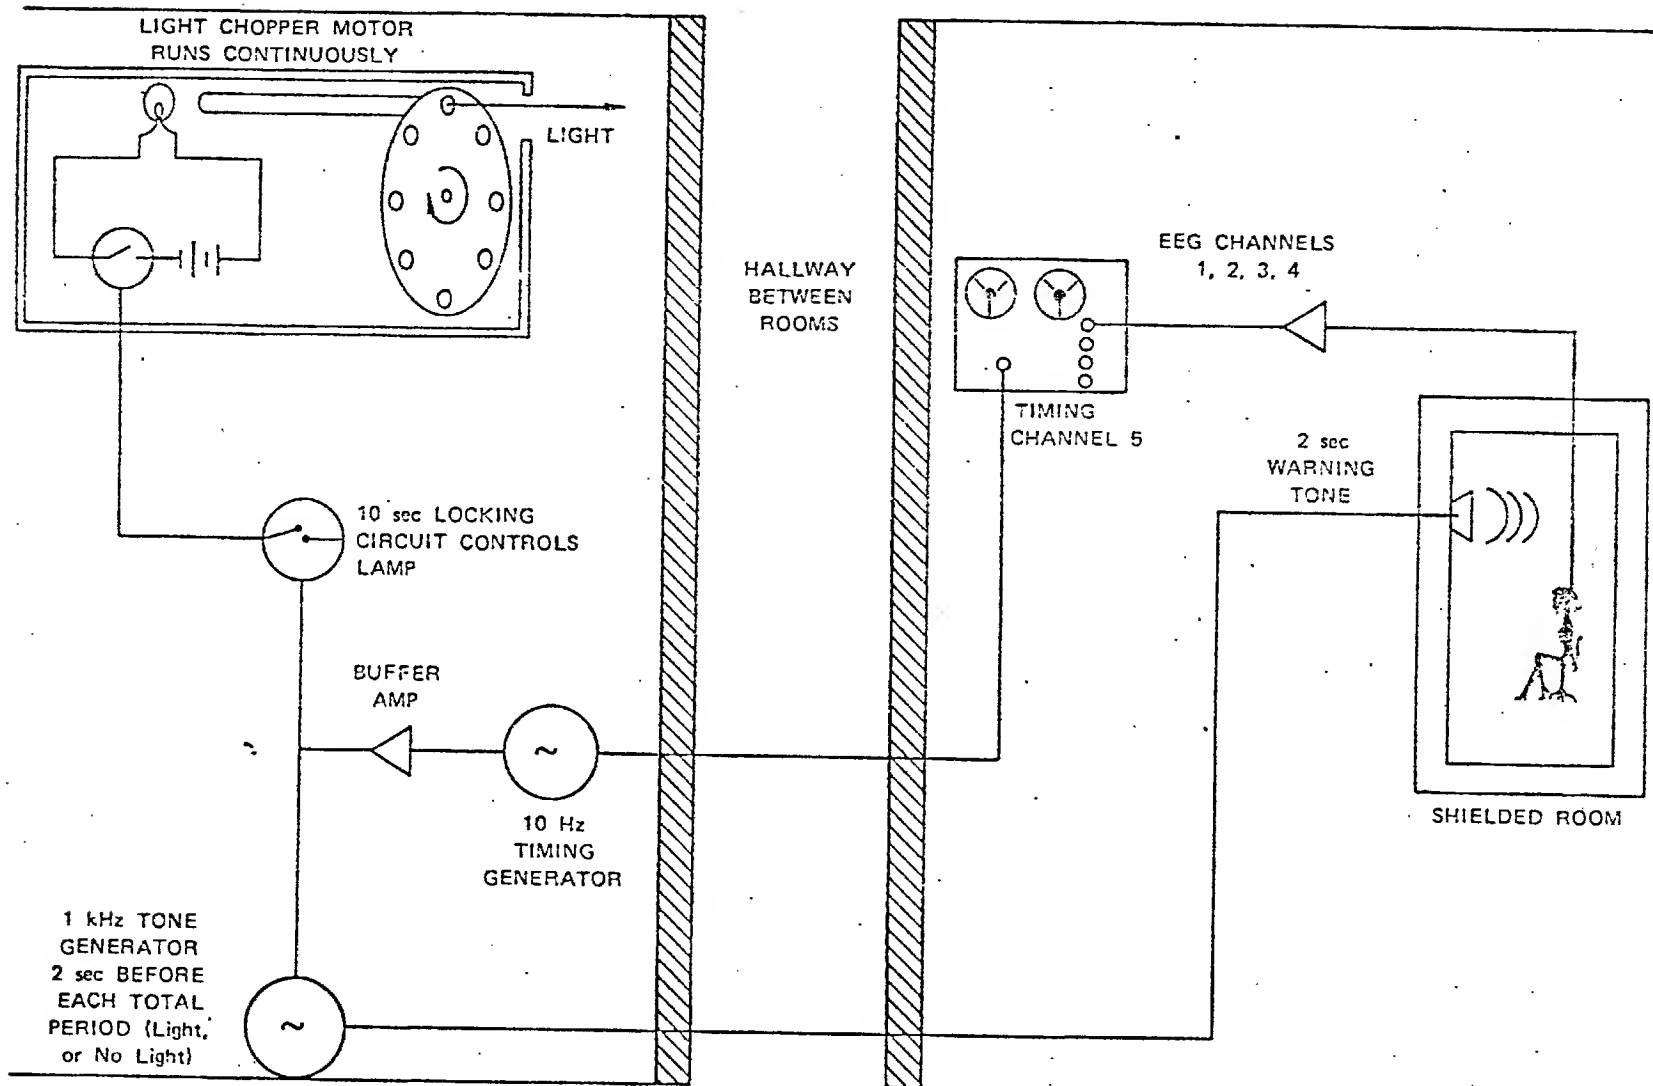 LIGHT CHOPPER MOTOR
RUNS CONTINUOUSLY
LIGHT
HALLWAY
BETWEEN
ROOMS
EEG CHANNELS
1, 2, 3, 4
TIMING
CHANNEL 5
2 sec
WARNING
TONE
10 sec LOCKING
CIRCUIT CONTROLS
LAMP
BUFFER
AMP
~
10 Hz
TIMING
GENERATOR
SHIELDED ROOM
1 kHz TONE
GENERATOR
2 sec BEFORE
EACH TOTAL
PERIOD (Light,
or No Light)
~